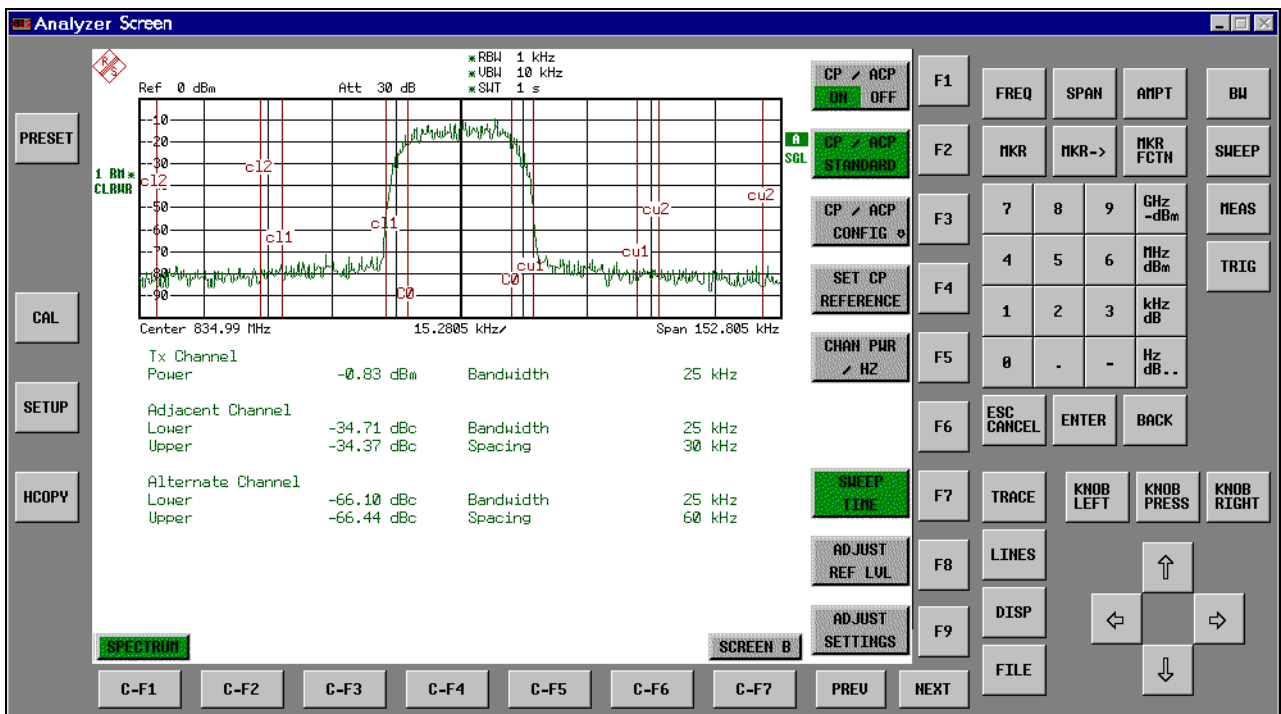 Analyzer Screen
R S
*RBW 1 kHz
*VBW 10 kHz
Ref 0 dBm Att 30 dB *SWT 1 s
-10
-20
-30
-50
-60
-70
-80
-90
1 RM*
CLRWR
A
SGL
cl2
cl2
cl1
cl1
C0
C0
cu1
cu1
cu2
cu2
Center 834.99 MHz 15.2805 kHz/ Span 152.805 kHz
Tx Channel
Power -0.83 dBm Bandwidth 25 kHz
Adjacent Channel
Lower -34.71 dBc Bandwidth 25 kHz
Upper -34.37 dBc Spacing 30 kHz
Alternate Channel
Lower -66.10 dBc Bandwidth 25 kHz
Upper -66.44 dBc Spacing 60 kHz
SPECTRUM
SCREEN B
PRESET
CAL
SETUP
HCOPY
CP / ACP
ON OFF
CP / ACP
STANDARD
CP / ACP
CONFIG
SET CP
REFERENCE
CHAN PWR
/ HZ
SWEEP
TIME
ADJUST
REF LVL
ADJUST
SETTINGS
F1
F2
F3
F4
F5
F6
F7
F8
F9
FREQ SPAN AMPT BW
MKR MKR-> MKR FCTN SWEEP
7 8 9 GHz -dBm MEAS
4 5 6 MHz dBm TRIG
1 2 3 kHz dB
0 . - Hz dB..
ESC CANCEL ENTER BACK
TRACE KNOB LEFT KNOB PRESS KNOB RIGHT
LINES
DISP
FILE
C-F1 C-F2 C-F3 C-F4 C-F5 C-F6 C-F7 PREV NEXT